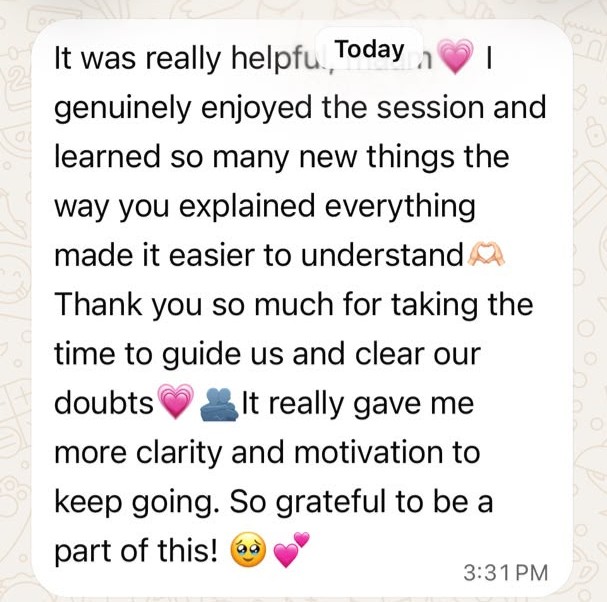 It was really Today 💗 I
genuinely enjoyed the session and
learned so many new things the
way you explained everything
made it easier to understand🫶🏻
Thank you so much for taking the
time to guide us and clear our
doubts💗🫂It really gave me
more clarity and motivation to
keep going. So grateful to be a
part of this! 🥹💕
3:31 PM